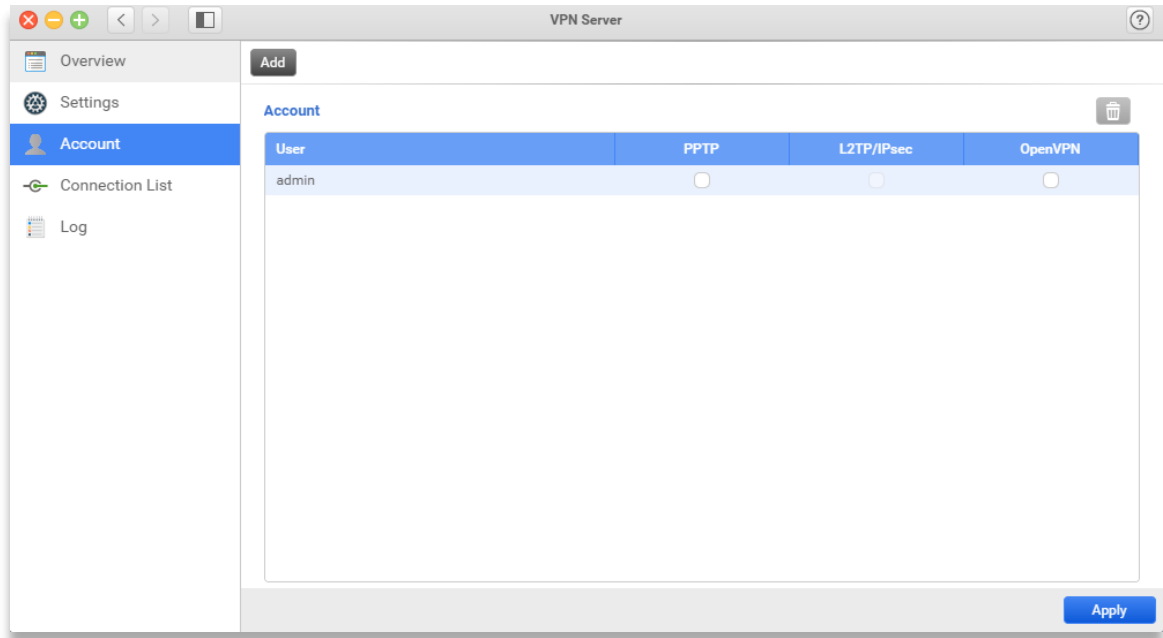 VPN Server
Overview
Settings
Account
Connection List
Log
Add
Account
User PPTP L2TP/IPsec OpenVPN
admin
Apply